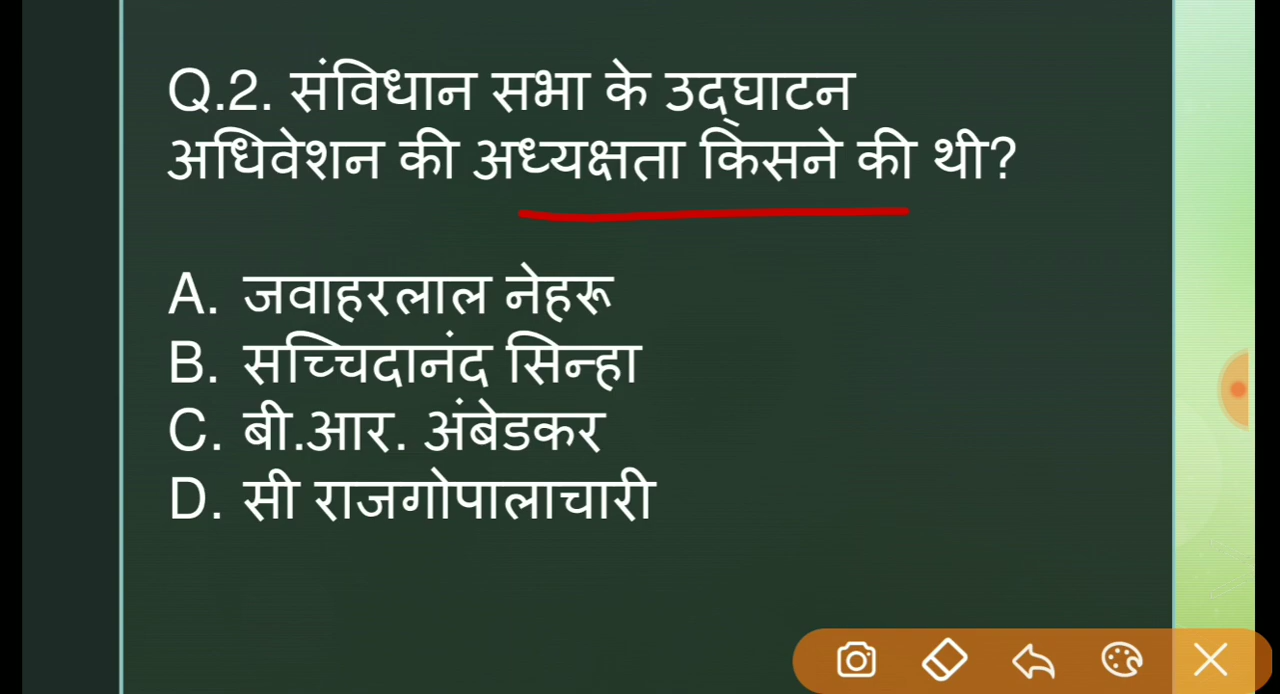 Q.2. संविधान सभा के उद्घाटन
अधिवेशन की अध्यक्षता किसने की थी?
A. जवाहरलाल नेहरू
B. सच्चिदानंद सिन्हा
C. बी.आर. अंबेडकर
D. सी राजगोपालाचारी